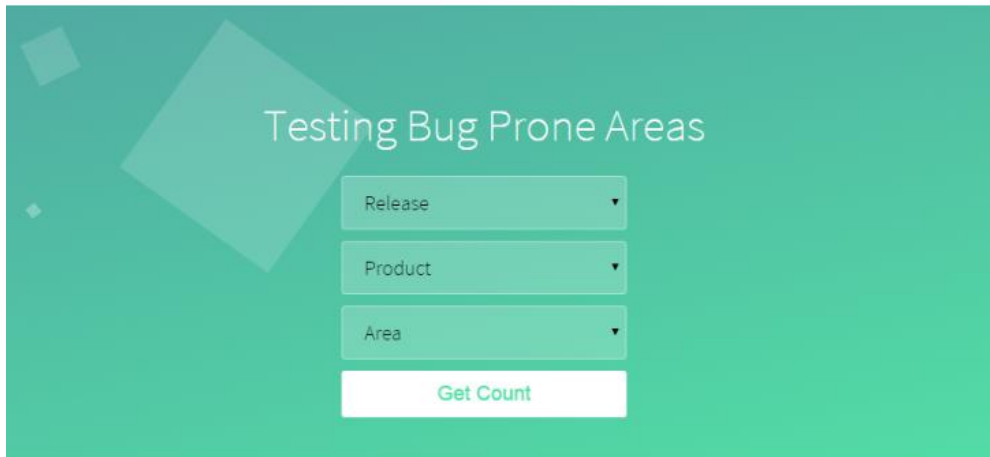 Testing Bug Prone Areas
Release
Product
Area
Get Count